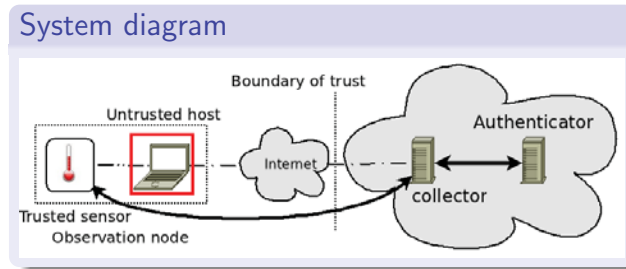 System diagram
Boundary of trust
Untrusted host
Authenticator
Internet
collector
Trusted sensor
Observation node